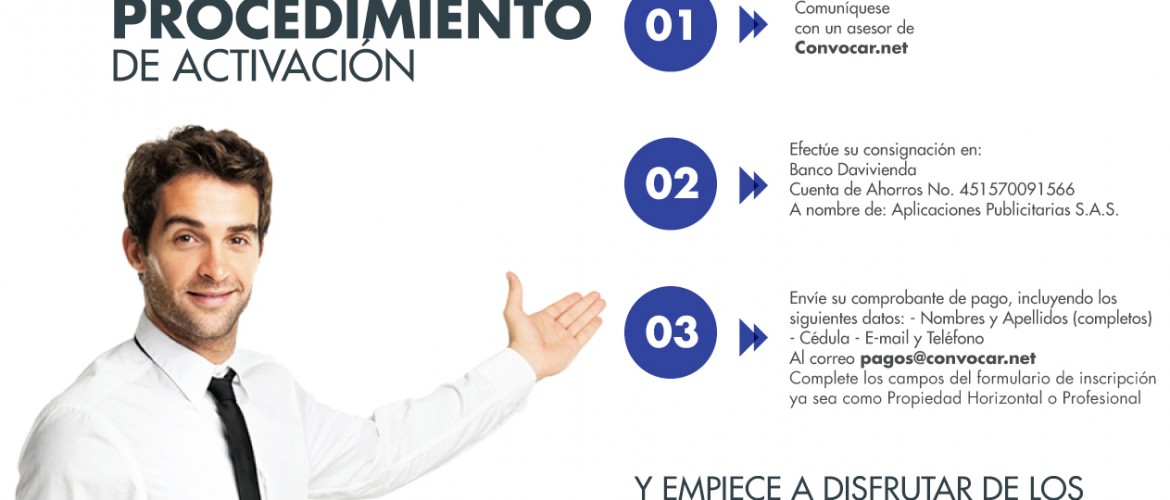 PROCEDIMIENTO
DE ACTIVACIÓN
01
Comuníquese
con un asesor de
Convocar.net
02
Efectúe su consignación en:
Banco Davivienda
Cuenta de Ahorros No. 451570091566
A nombre de: Aplicaciones Publicitarias S.A.S.
03
Envíe su comprobante de pago, incluyendo los
siguientes datos: - Nombres y Apellidos (completos)
- Cédula - E-mail y Teléfono
Al correo pagos@convocar.net
Complete los campos del formulario de inscripción
ya sea como Propiedad Horizontal o Profesional
Y EMPIECE A DISFRUTAR DE LOS